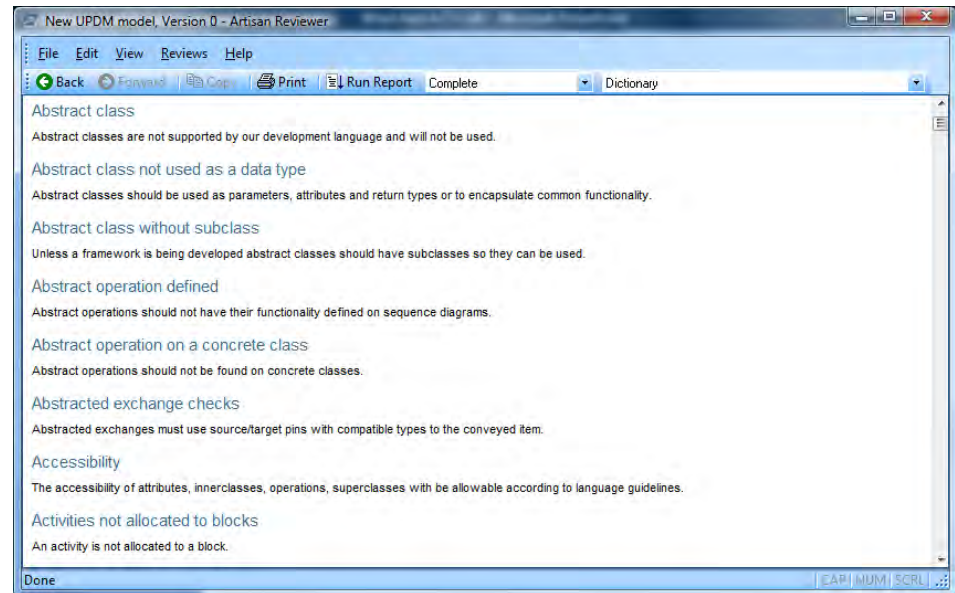 New UPDM model, Version 0 - Artisan Reviewer
File Edit View Reviews Help
Back Forward Copy Print Run Report Complete Dictionary
Abstract class
Abstract classes are not supported by our development language and will not be used.
Abstract class not used as a data type
Abstract classes should be used as parameters, attributes and return types or to encapsulate common functionality.
Abstract class without subclass
Unless a framework is being developed abstract classes should have subclasses so they can be used.
Abstract operation defined
Abstract operations should not have their functionality defined on sequence diagrams.
Abstract operation on a concrete class
Abstract operations should not be found on concrete classes.
Abstracted exchange checks
Abstracted exchanges must use source/target pins with compatible types to the conveyed item.
Accessibility
The accessibility of attributes, innerclasses, operations, superclasses with be allowable according to language guidelines.
Activities not allocated to blocks
An activity is not allocated to a block.
Done CAP NUM SCRL